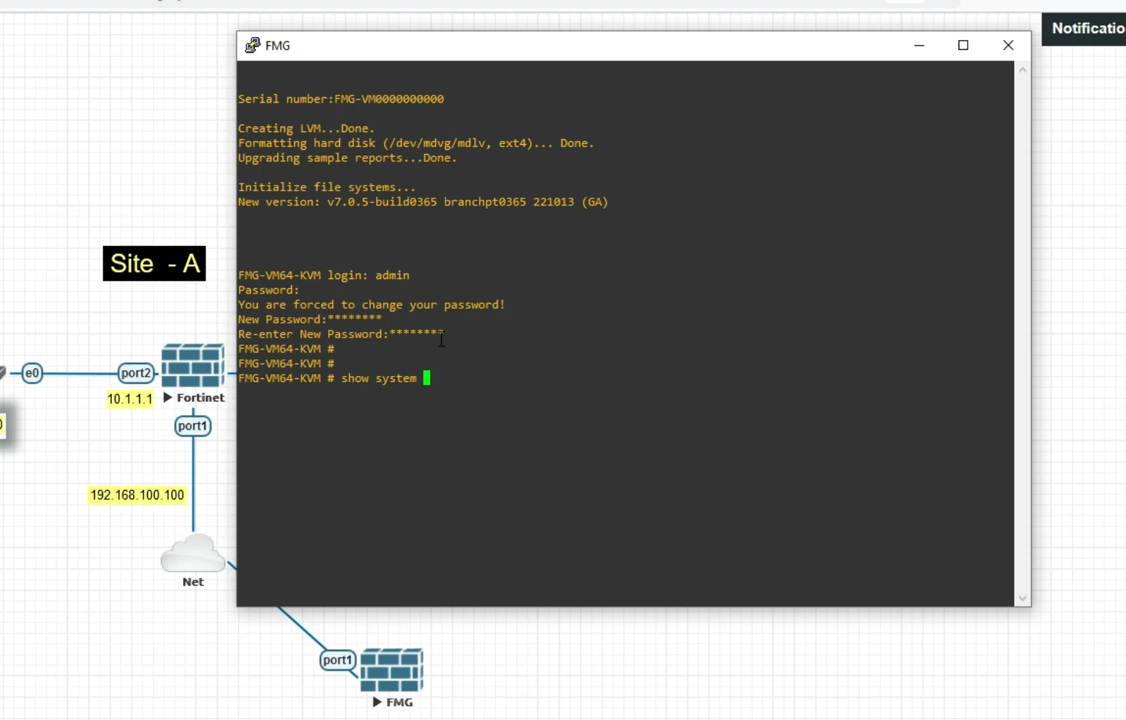 Notificatio
FMG
Serial number:FMG-VM0000000000
Creating LVM...Done.
Formatting hard disk (/dev/mdvg/mdlv, ext4)... Done.
Upgrading sample reports...Done.
Initialize file systems...
New version: v7.0.5-build0365 branchpt0365 221013 (GA)
FMG-VM64-KVM login: admin
Password:
You are forced to change your password!
New Password:********
Re-enter New Password:********
FMG-VM64-KVM #
FMG-VM64-KVM #
FMG-VM64-KVM # show system
Site - A
e0
port2
10.1.1.1
Fortinet
port1
192.168.100.100
Net
port1
FMG